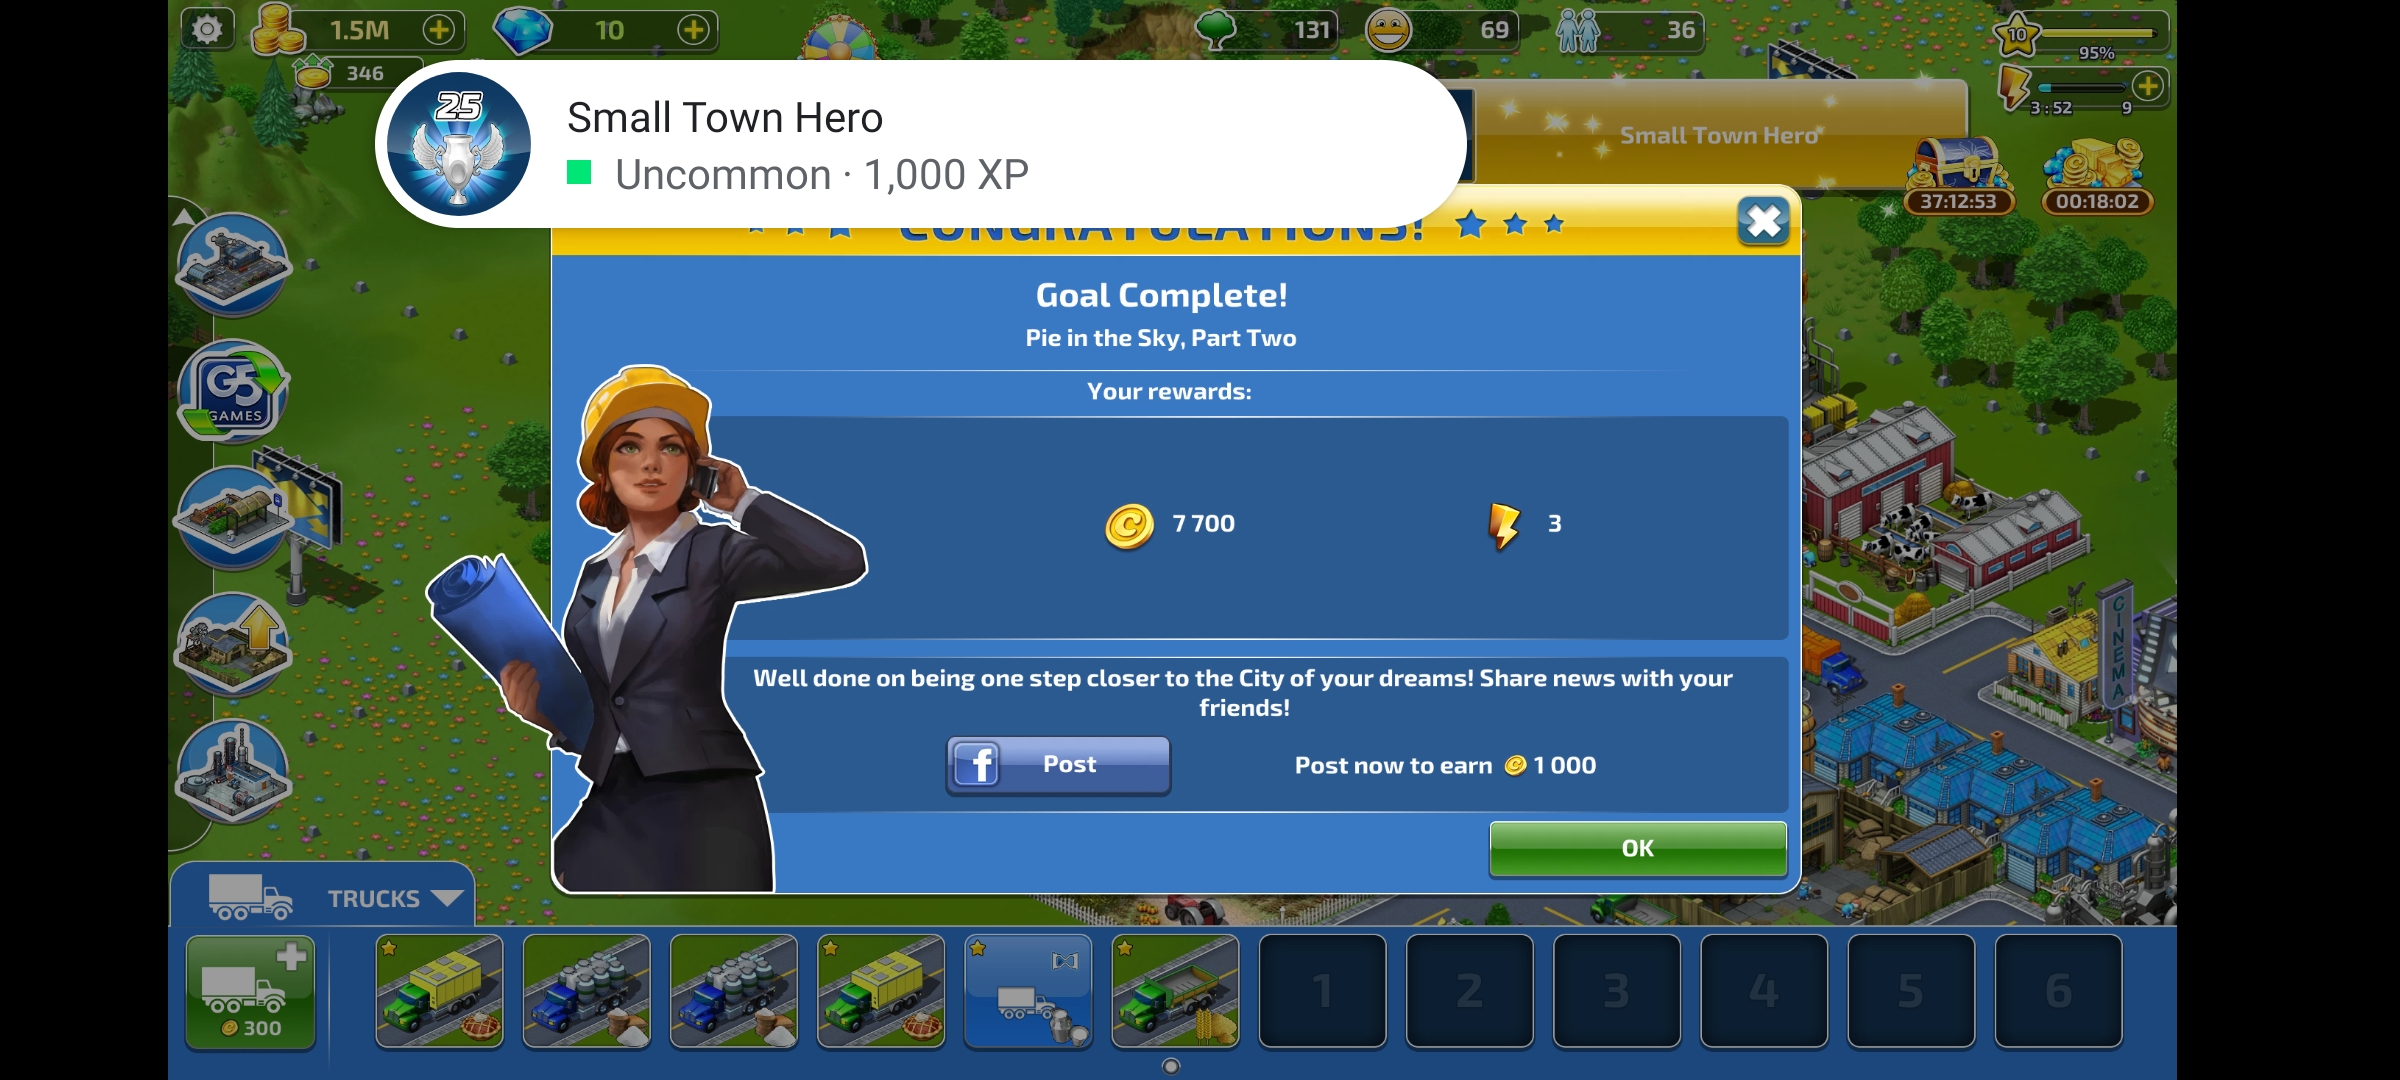 1.5M
10
131
69
36
10
95%
346
3:52
9
25
Small Town Hero
Uncommon · 1,000 XP
Small Town Hero
37:12:53
00:18:02
CONGRATULATIONS!
Goal Complete!
Pie in the Sky, Part Two
Your rewards:
G5
GAMES
7 700
3
CINEMA
Well done on being one step closer to the City of your dreams! Share news with your
friends!
f Post
Post now to earn C 1 000
OK
TRUCKS
300
1
2
3
4
5
6